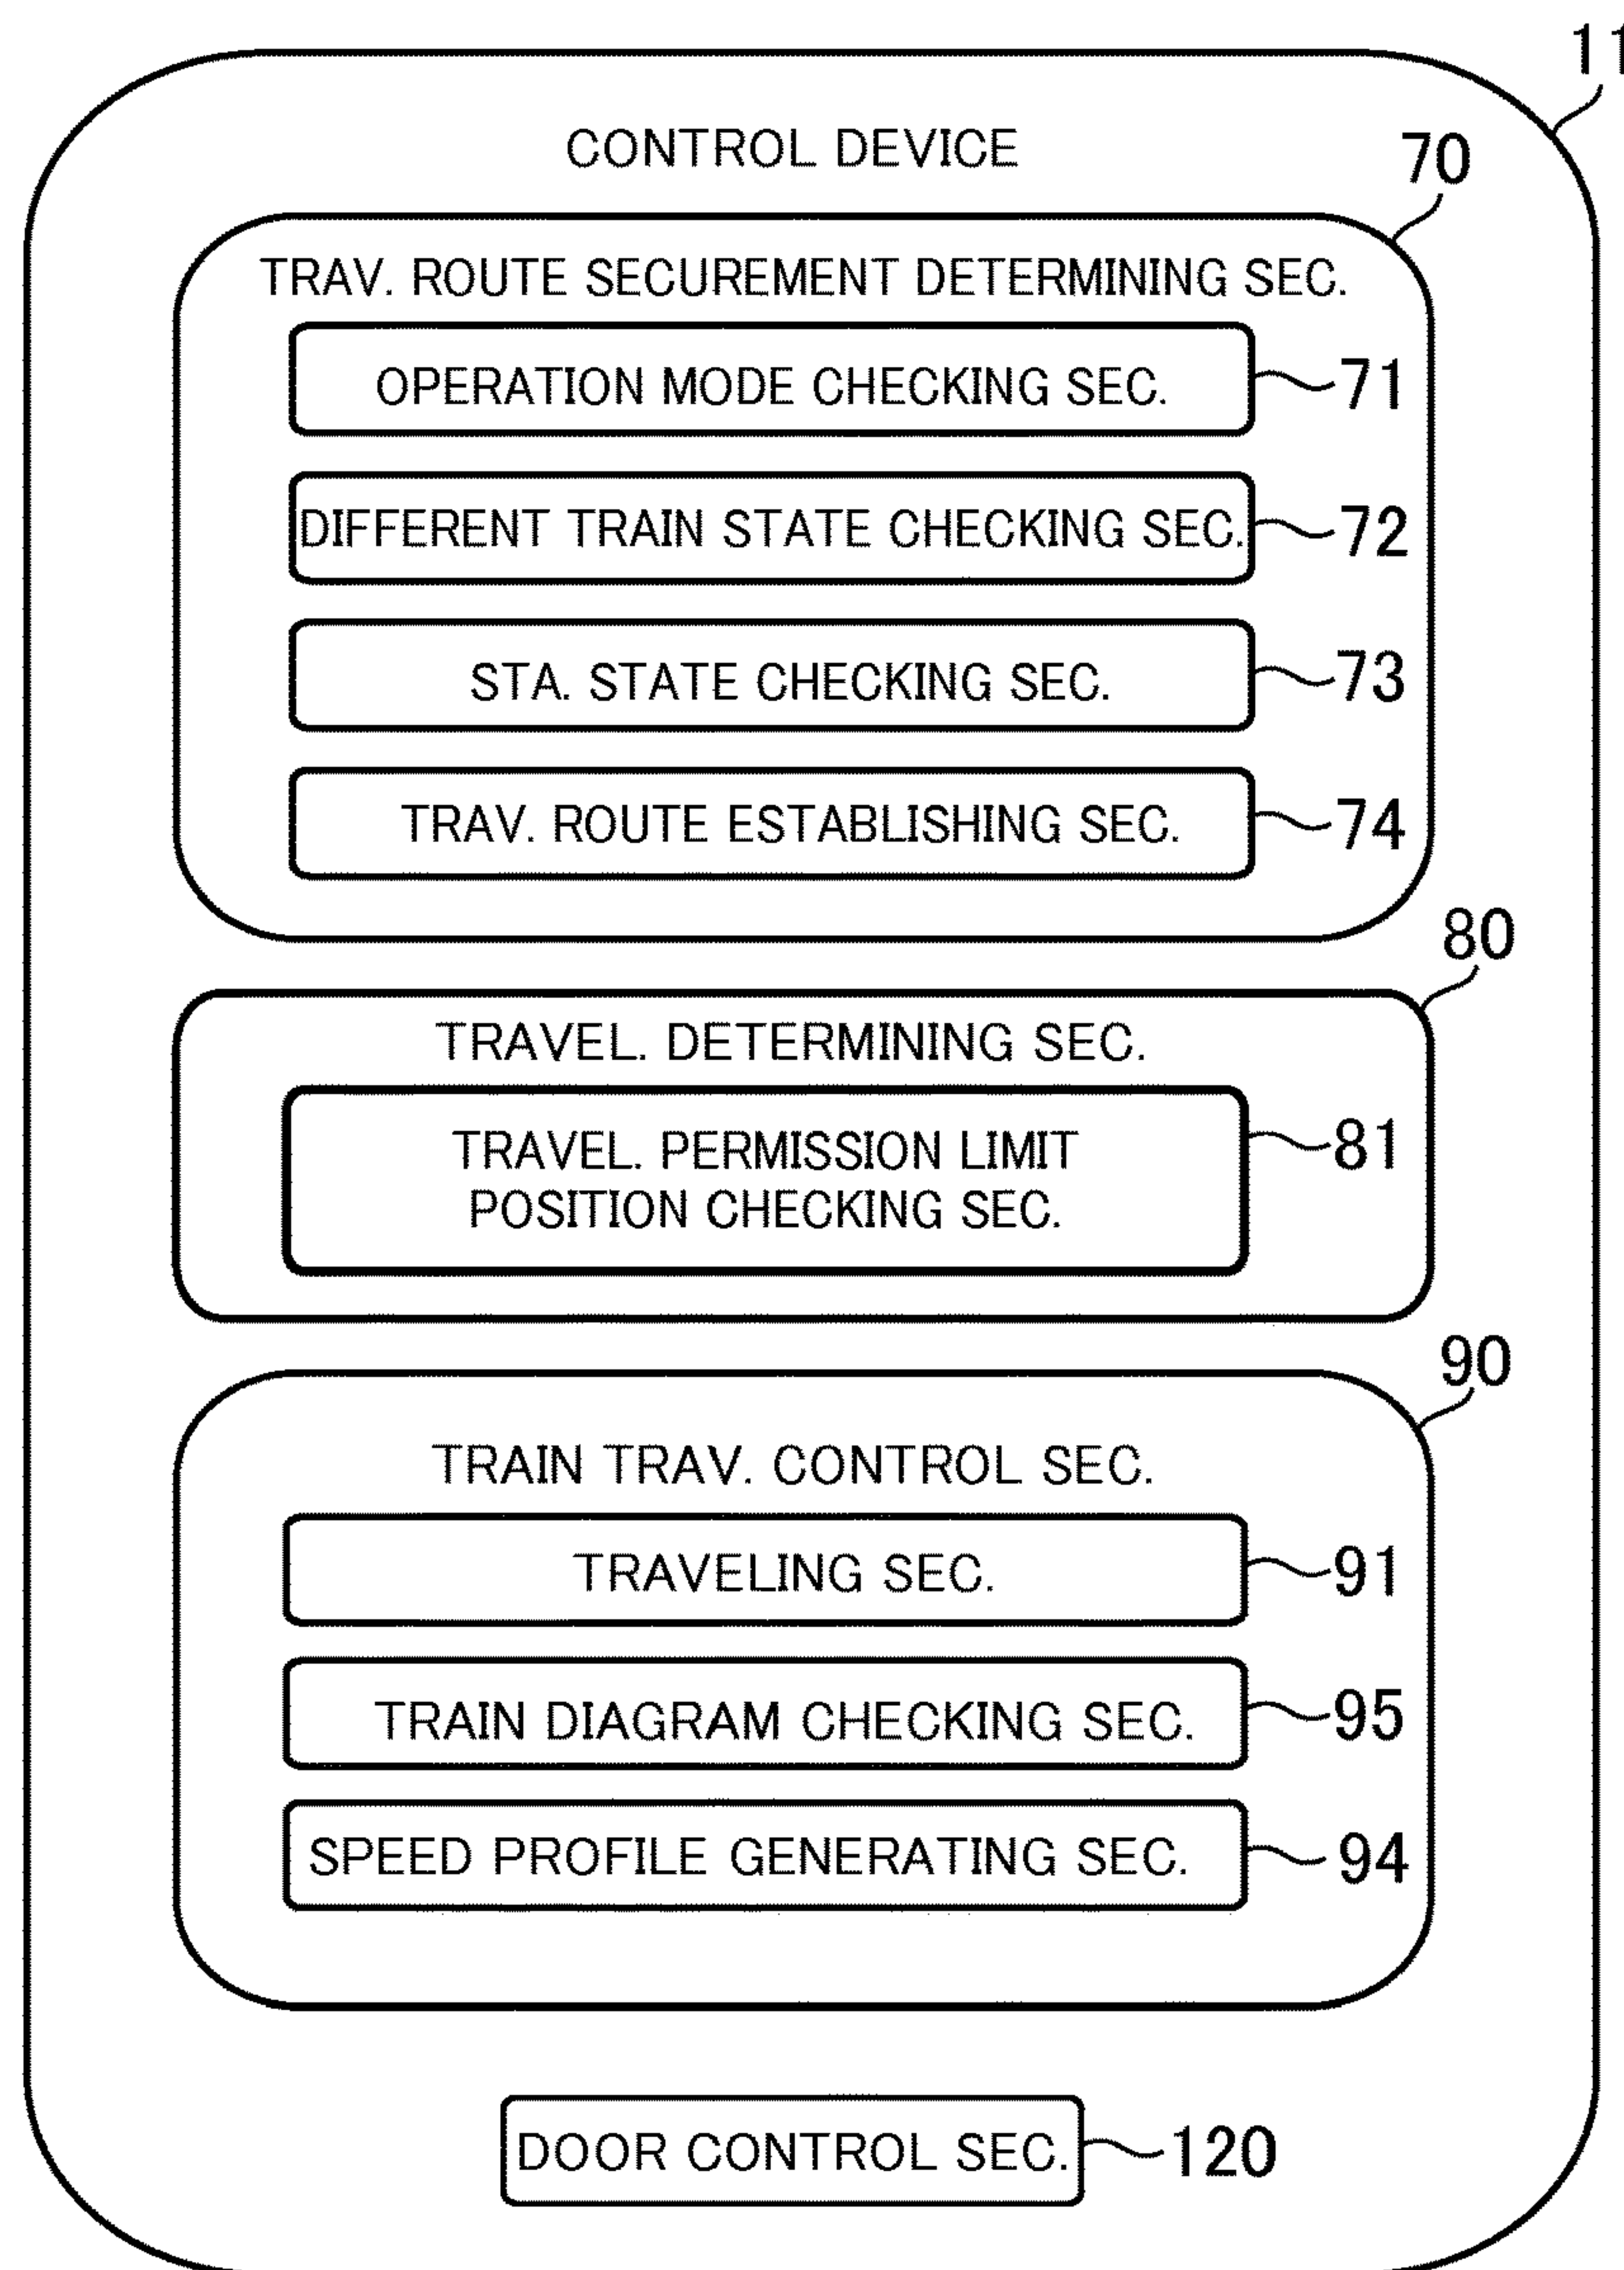 11
CONTROL DEVICE
70
TRAV. ROUTE SECUREMENT DETERMINING SEC.
OPERATION MODE CHECKING SEC.
71
DIFFERENT TRAIN STATE CHECKING SEC.
72
STA. STATE CHECKING SEC.
73
TRAV. ROUTE ESTABLISHING SEC.
74
80
TRAVEL. DETERMINING SEC.
TRAVEL. PERMISSION LIMIT
POSITION CHECKING SEC.
81
90
TRAIN TRAV. CONTROL SEC.
TRAVELING SEC.
91
TRAIN DIAGRAM CHECKING SEC.
95
SPEED PROFILE GENERATING SEC.
94
DOOR CONTROL SEC.
120